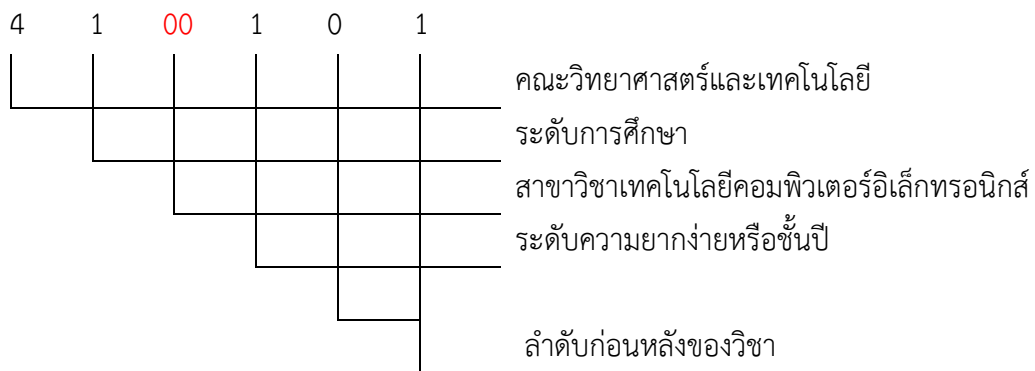 4 1 00 1 0 1
คณะวิทยาศาสตร์และเทคโนโลยี
ระดับการศึกษา
สาขาวิชาเทคโนโลยีคอมพิวเตอร์อิเล็กทรอนิกส์
ระดับความยากง่ายหรือชั้นปี
ลำดับก่อนหลังของวิชา